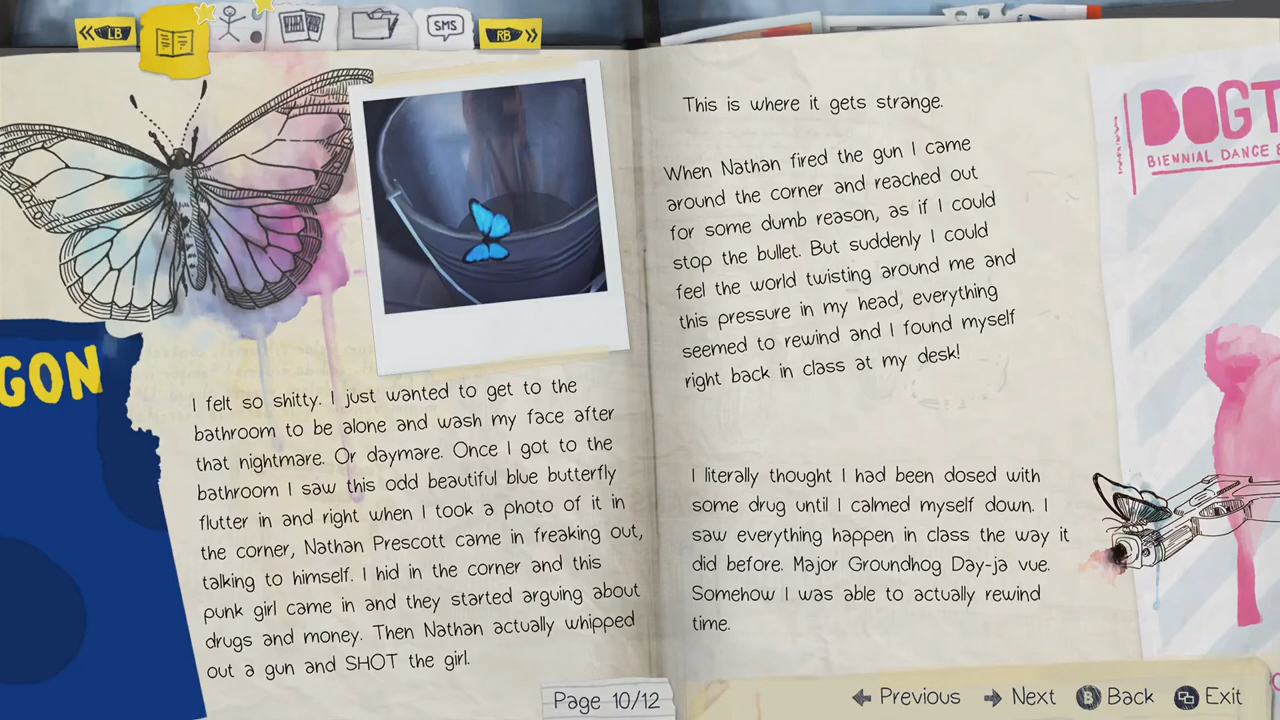 LB
SMS
RB
GON
I felt so shitty. I just wanted to get to the
bathroom to be alone and wash my face after
that nightmare. Or daymare. Once I got to the
bathroom I saw this odd beautiful blue butterfly
flutter in and right when I took a photo of it in
the corner, Nathan Prescott came in freaking out,
talking to himself. I hid in the corner and this
punk girl came in and they started arguing about
drugs and money. Then Nathan actually whipped
out a gun and SHOT the girl.
This is where it gets strange.
When Nathan fired the gun I came
around the corner and reached out
for some dumb reason, as if I could
stop the bullet. But suddenly I could
feel the world twisting around me and
this pressure in my head, everything
seemed to rewind and I found myself
right back in class at my desk!
I literally thought I had been dosed with
some drug until I calmed myself down. I
saw everything happen in class the way it
did before. Major Groundhog Day-ja vue.
Somehow I was able to actually rewind
time.
DOGT
BIENNIAL DANCE &
Page 10/12
Previous
Next
B Back
Exit